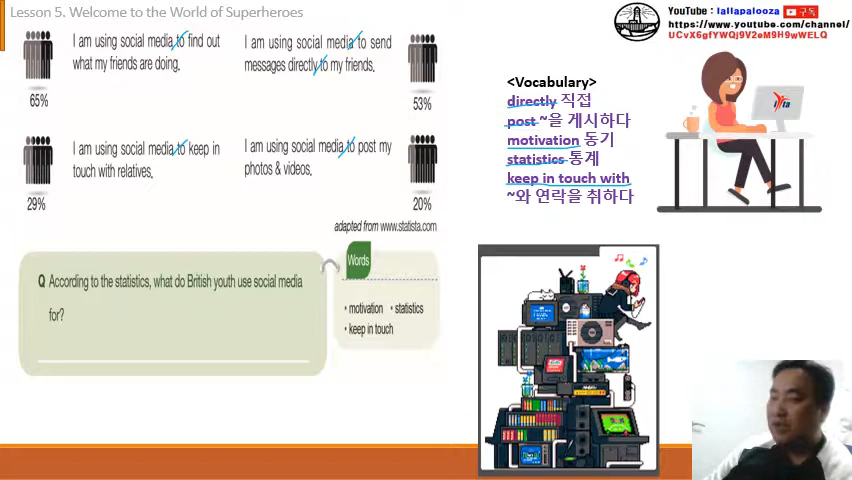 Lesson 5. Welcome to the World of Superheroes
YouTube : lallapalooza 구독
https://www.youtube.com/channel/
UCvX6gfYWQj9V2eM9H9wWELQ
I am using social media to find out
what my friends are doing.
65%
I am using social media to send
messages directly to my friends.
53%
I am using social media to keep in
touch with relatives.
29%
I am using social media to post my
photos & videos.
20%
adapted from www.statista.com
Q According to the statistics, what do British youth use social media
for?
Words
• motivation • statistics
• keep in touch
<Vocabulary>
directly 직접
post ~을 게시하다
motivation 동기
statistics 통계
keep in touch with
~와 연락을 취하다